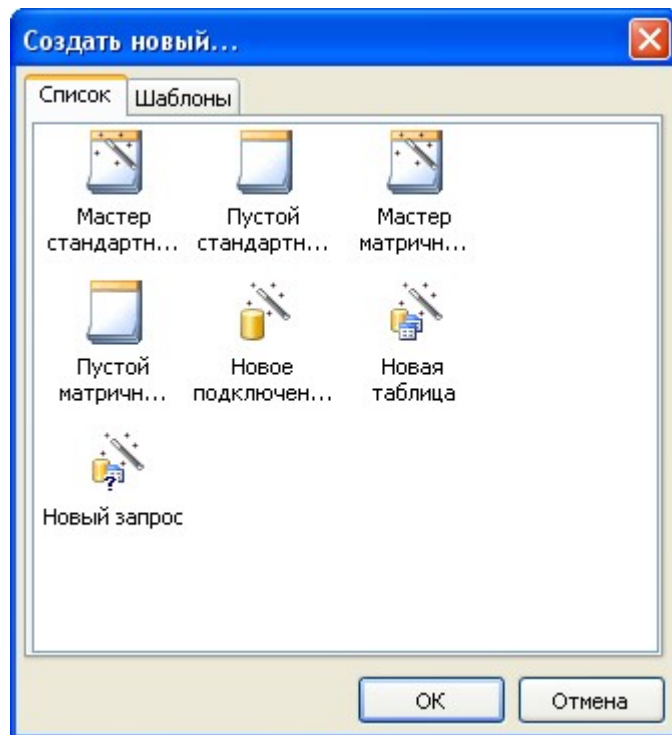 Создать новый...
Список Шаблоны
Мастер стандартн...
Пустой стандартн...
Мастер матричн...
Пустой матричн...
Новое подключен...
Новая таблица
Новый запрос
ОК Отмена